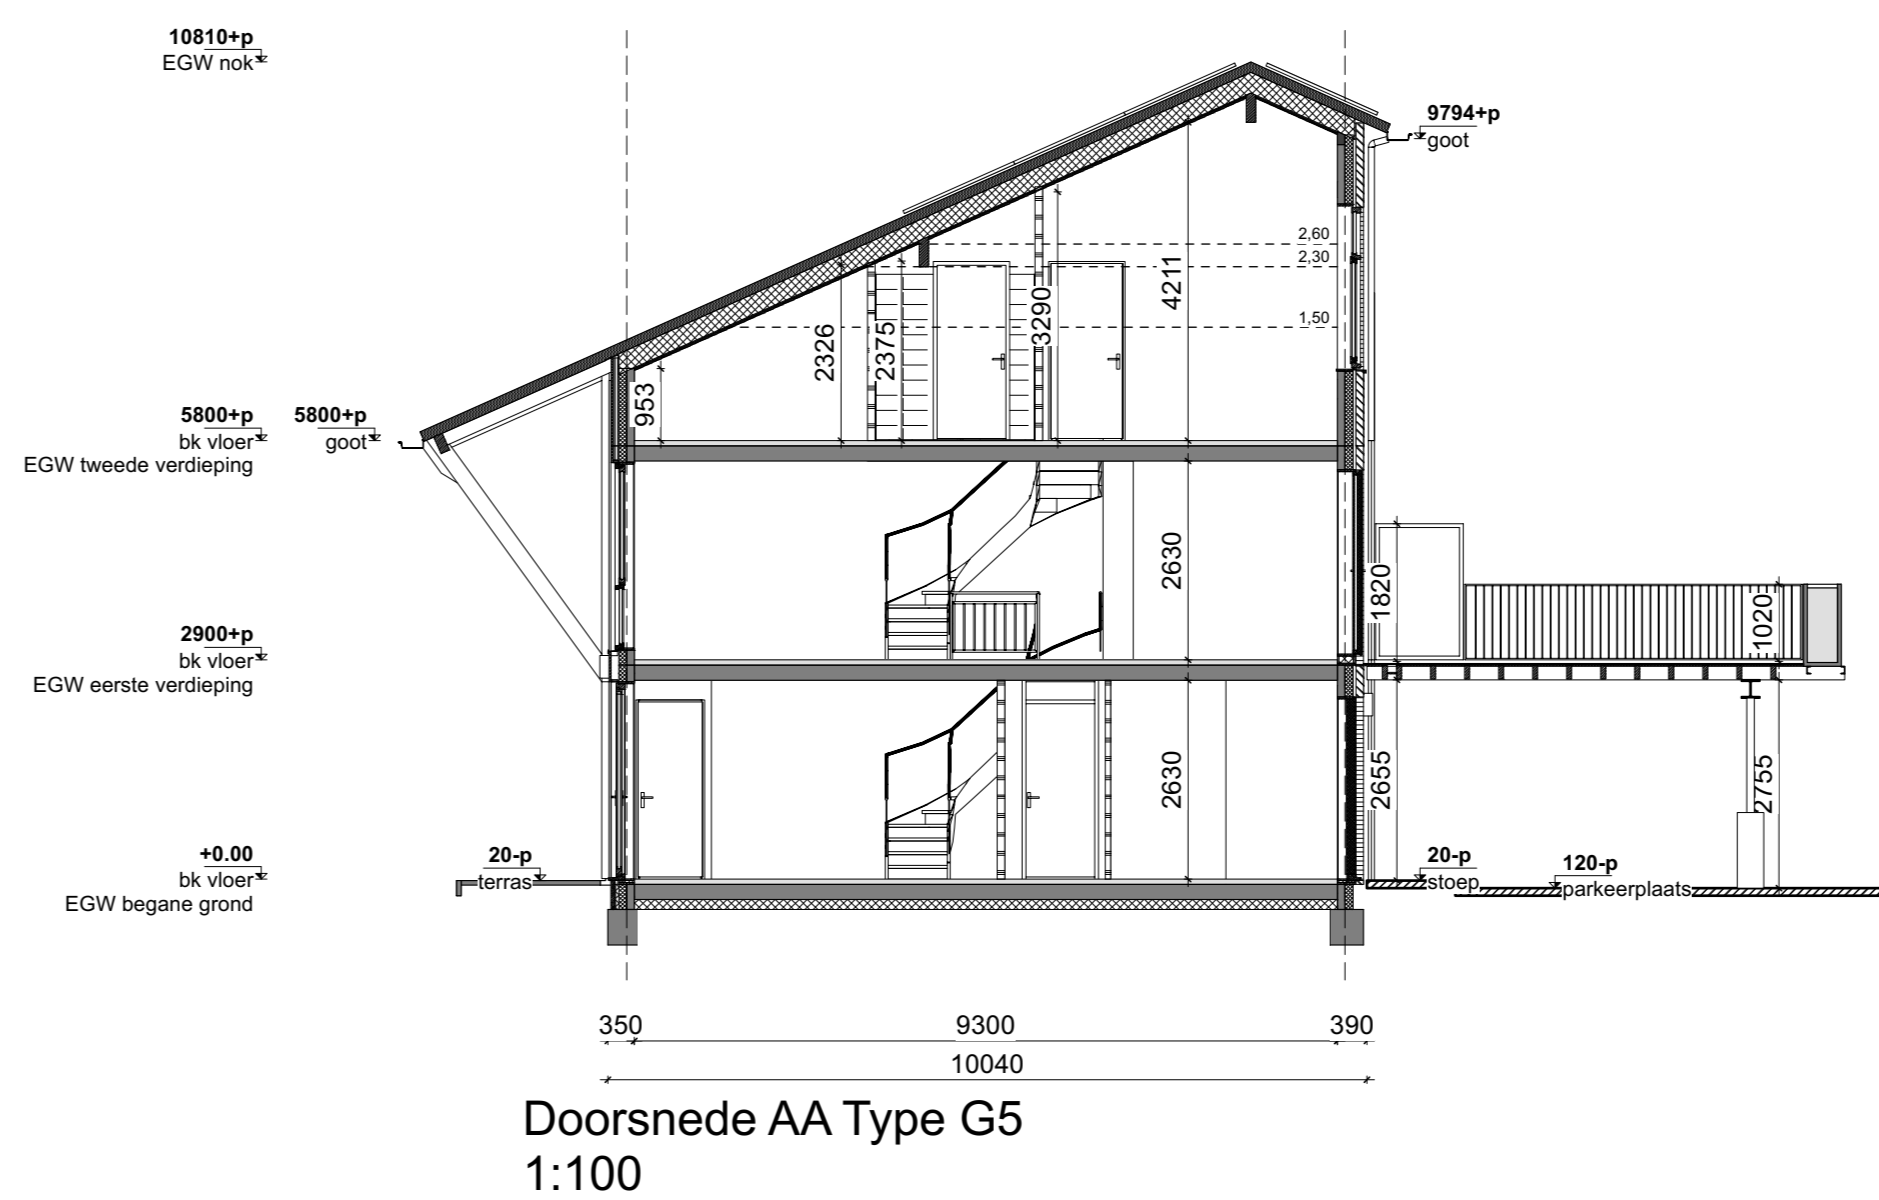 10810+p
EGW nok
9794+p
goot
2,60
2,30
1,50
4211
3290
2326
2375
953
5800+p
bk vloer
EGW tweede verdieping
5800+p
goot
2630
1820
1020
2900+p
bk vloer
EGW eerste verdieping
2630
2655
2755
+0.00
bk vloer
EGW begane grond
20-p
terras
20-p
stoep
120-p
parkeerplaats
350
9300
390
10040
Doorsnede AA Type G5
1:100